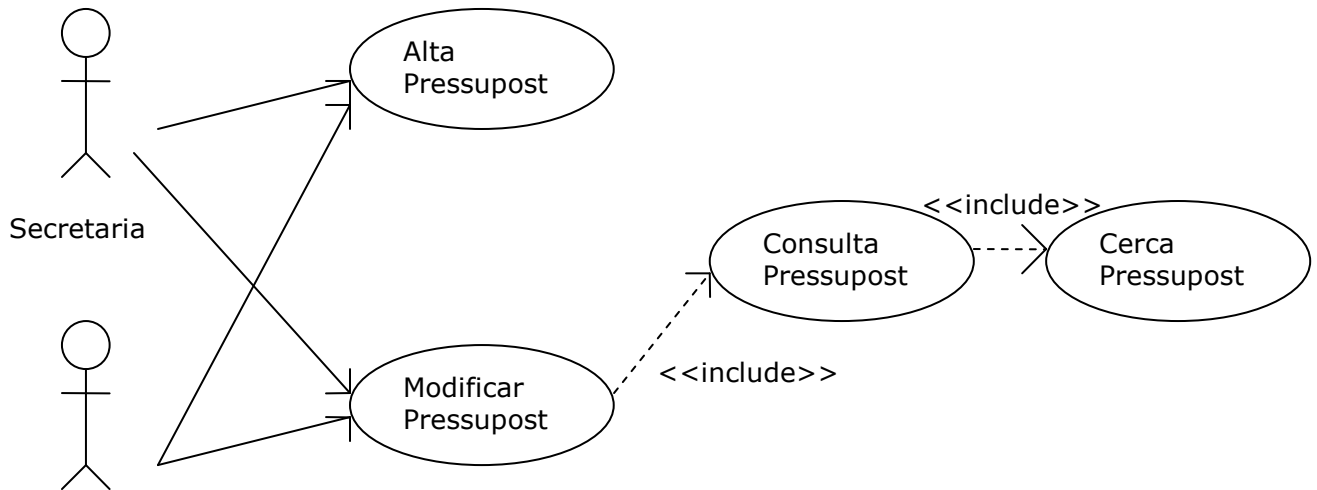 Alta
Pressupost
Secretaria
<<include>>
Consulta
Pressupost
Cerca
Pressupost
Modificar
Pressupost
<<include>>